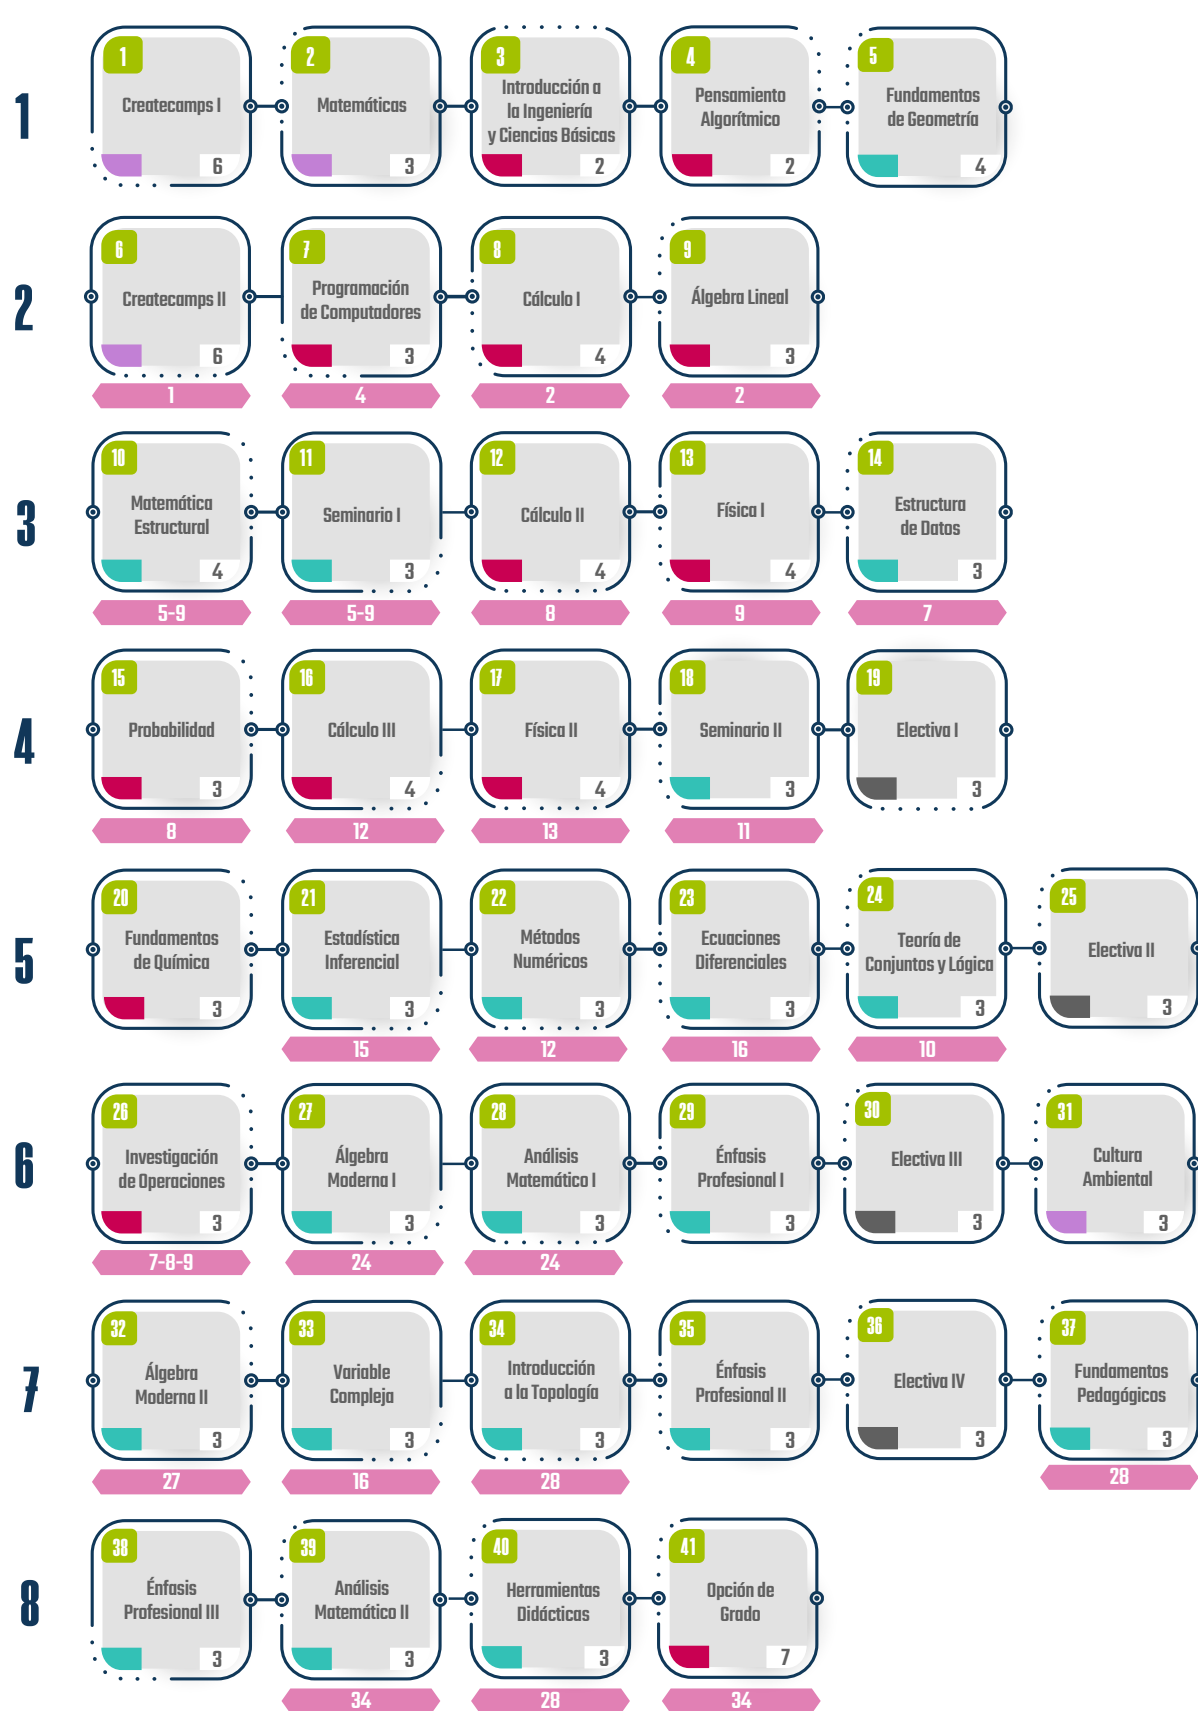 1
1
Createcamps I
6
2
Matemáticas
3
3
Introducción a
la Ingeniería
y Ciencias Básicas
2
4
Pensamiento
Algorítmico
2
5
Fundamentos
de Geometría
4
2
6
Createcamps II
6
1
7
Programación
de Computadores
3
4
8
Cálculo I
4
2
9
Álgebra Lineal
3
2
3
10
Matemática
Estructural
4
5-9
11
Seminario I
3
5-9
12
Cálculo II
4
8
13
Física I
4
9
14
Estructura
de Datos
3
7
4
15
Probabilidad
3
8
16
Cálculo III
4
12
17
Física II
4
13
18
Seminario II
3
11
19
Electiva I
3
5
20
Fundamentos
de Química
3
21
Estadística
Inferencial
3
15
22
Métodos
Numéricos
3
12
23
Ecuaciones
Diferenciales
3
16
24
Teoría de
Conjuntos y Lógica
3
10
25
Electiva II
3
6
26
Investigación
de Operaciones
3
7-8-9
27
Álgebra
Moderna I
3
24
28
Análisis
Matemático I
3
24
29
Énfasis
Profesional I
3
30
Electiva III
3
31
Cultura
Ambiental
3
7
32
Álgebra
Moderna II
3
27
33
Variable
Compleja
3
16
34
Introducción
a la Topología
3
28
35
Énfasis
Profesional II
3
36
Electiva IV
3
37
Fundamentos
Pedagógicos
3
28
8
38
Énfasis
Profesional III
3
39
Análisis
Matemático II
3
34
40
Herramientas
Didácticas
3
28
41
Opción de
Grado
7
34